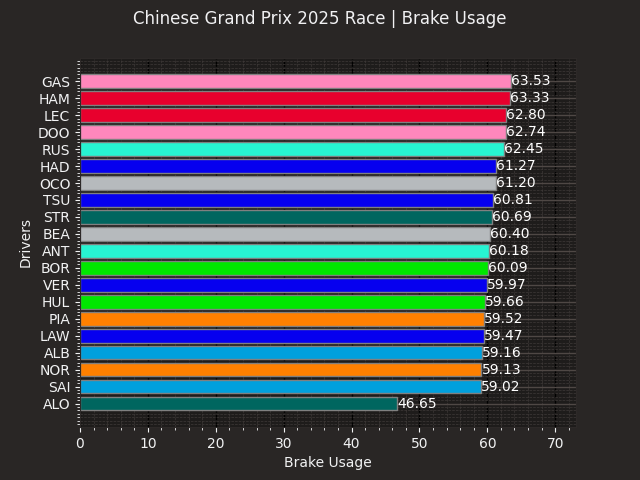 Chinese Grand Prix 2025 Race | Brake Usage
Drivers
GAS 63.53
HAM 63.33
LEC 62.80
DOO 62.74
RUS 62.45
HAD 61.27
OCO 61.20
TSU 60.81
STR 60.69
BEA 60.40
ANT 60.18
BOR 60.09
VER 59.97
HUL 59.66
PIA 59.52
LAW 59.47
ALB 59.16
NOR 59.13
SAI 59.02
ALO 46.65
0 10 20 30 40 50 60 70
Brake Usage